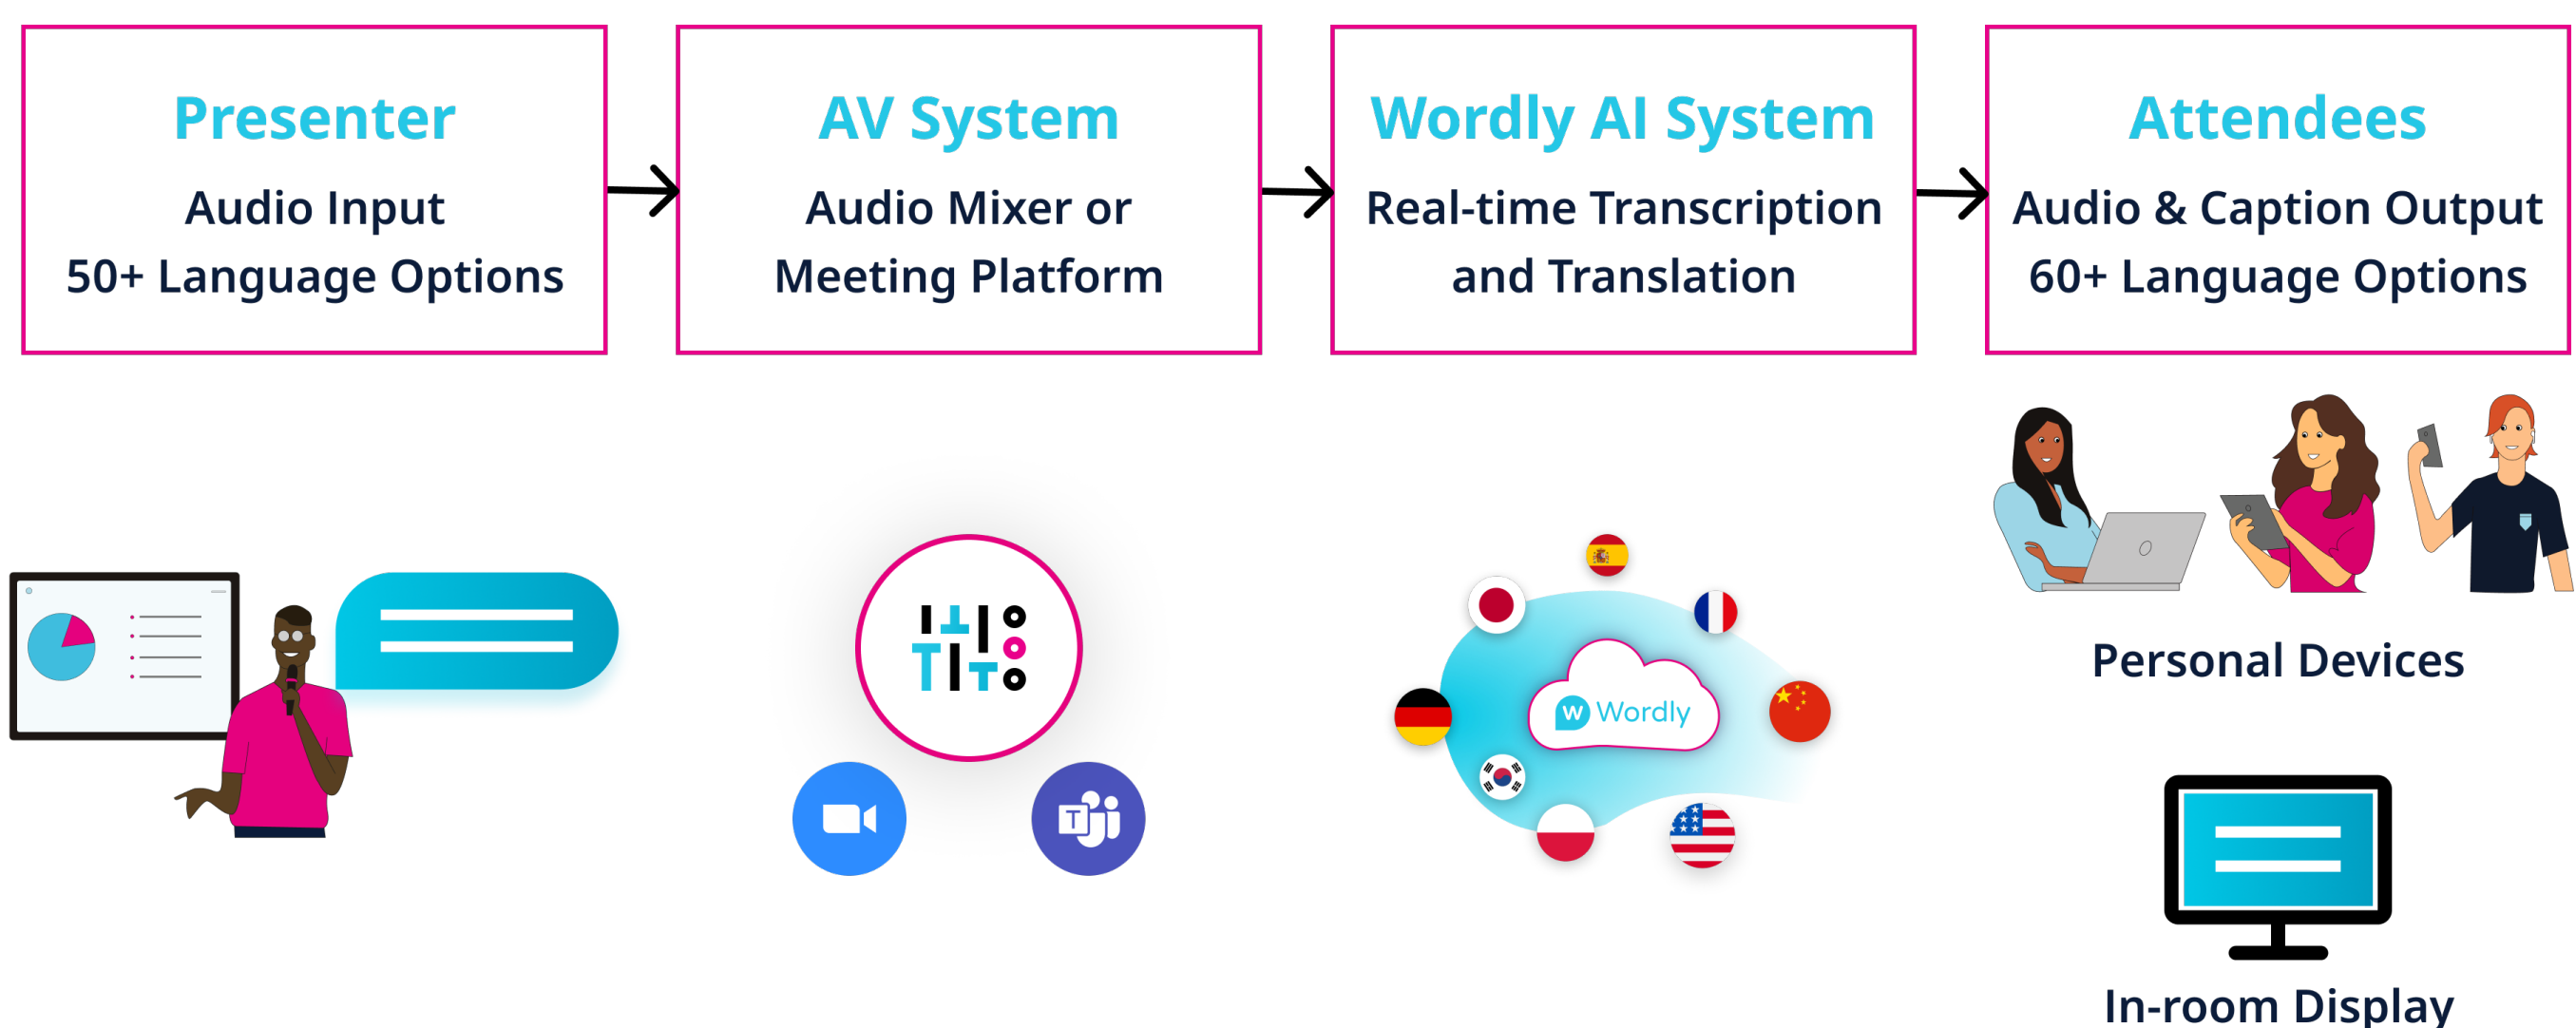 Presenter
Audio Input
50+ Language Options
AV System
Audio Mixer or
Meeting Platform
Wordly AI System
Real-time Transcription
and Translation
Attendees
Audio & Caption Output
60+ Language Options
T
W Wordly
Personal Devices
In-room Display